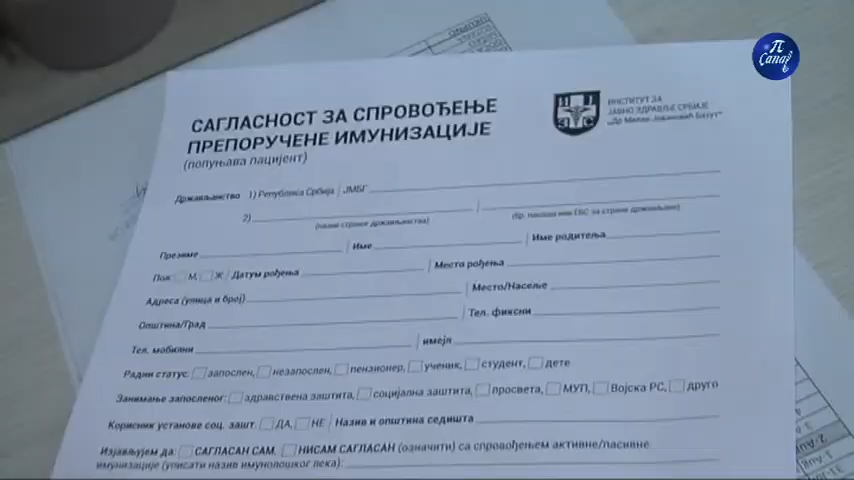 π
Canal
САГЛАСНОСТ ЗА СПРОВОЂЕЊЕ
ПРЕПОРУЧЕНЕ ИМУНИЗАЦИЈЕ
(попуњава пацијент)
ИНСТИТУТ ЗА
ЈАВНО ЗДРАВЉЕ СРБИЈЕ
„Др Милан Јовановић Батут“
Држављанство 1) Република Србија ЈМБГ
2)
(назив стране држављанства) (бр. пасоша или ЕБС за стране држављане)
Презиме Име Име родитеља
Пол М, Ж Датум рођења Место рођења
Адреса (улица и број) Место/Насеље
Општина/Град Тел. фиксни
Тел. мобилни имејл
Радни статус запослен, незапослен, пензионер, ученик, студент, дете
Занимање запосленог: здравствена заштита, социјална заштита, просвета, МУП, Војска РС, друго
Корисник установе соц. зашт. ДА, НЕ Назив и општина седишта
Изјављујем да: САГЛАСАН САМ, НИСАМ САГЛАСАН (означити) са спровођењем активне/пасивне
имунизације (уписати назив имунолошког лека):